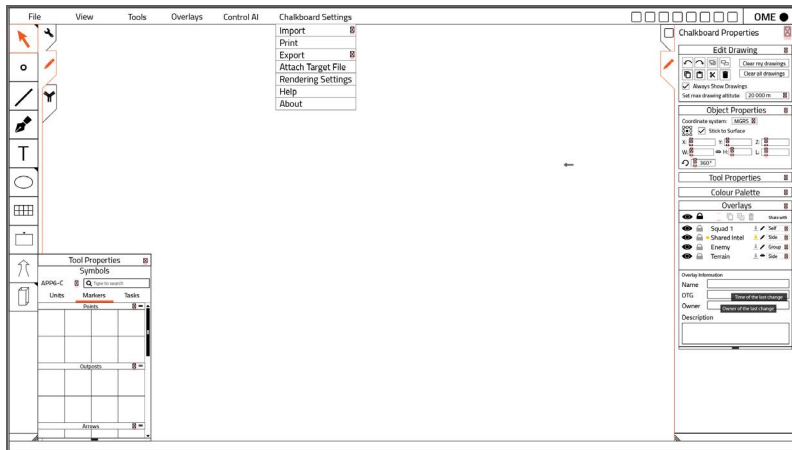 File View Tools Overlays Control AI Chalkboard Settings OME
Import
Print
Export
Attach Target File
Rendering Settings
Help
About
Chalkboard Properties
Edit Drawing
Clear my drawings
Clear all drawings
Always Show Drawings
Set max drawing altitute 20 000 m
Object Properties
Coordinate system: MGRS
Stick to Surface
X: Y: Z:
W: H: L:
360°
Tool Properties
Colour Palette
Overlays
Share with
Squad 1 Self
Shared Intel Side
Enemy Group
Terrain Side
Overlay Information
Name
DTG Time of the last change
Owner Owner of the last change
Description
T
Tool Properties
Symbols
APP6-C Type to search
Units Markers Tasks
Points
Outposts
Arrows